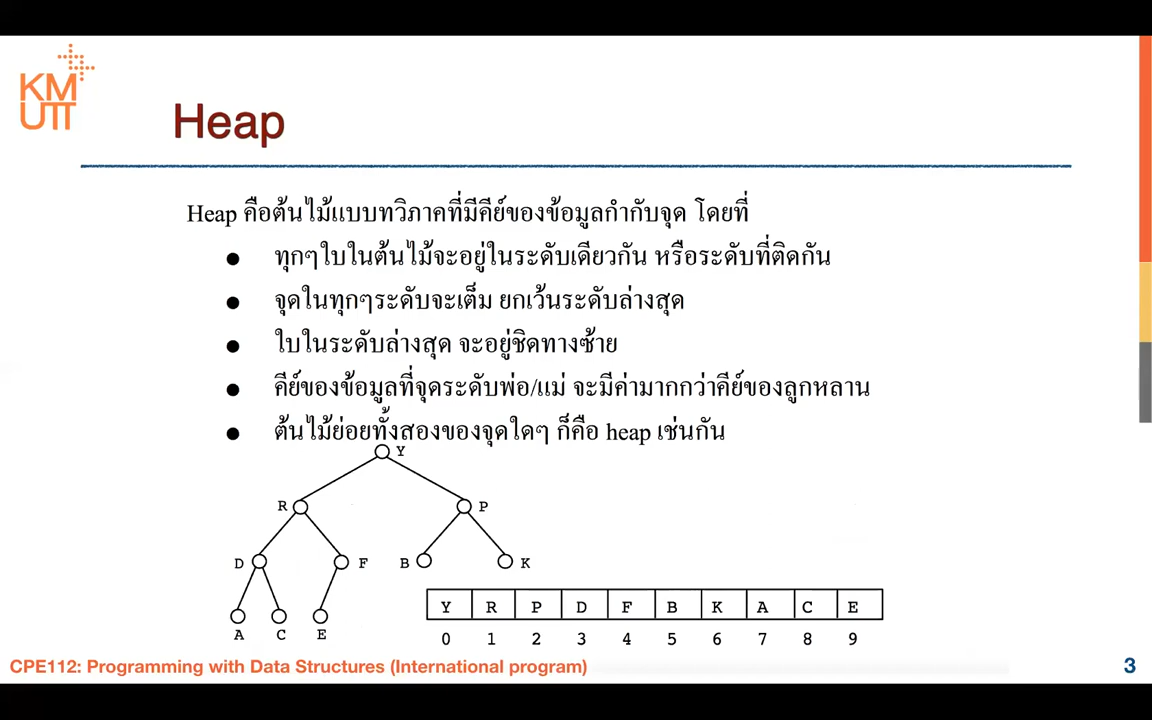 KM
UTT
Heap
Heap คือต้นไม้แบบทวิภาคที่มีคีย์ของข้อมูลกำกับจุด โดยที่
● ทุกๆใบในต้นไม้จะอยู่ในระดับเดียวกัน หรือระดับที่ติดกัน
● จุดในทุกๆระดับจะเต็ม ยกเว้นระดับล่างสุด
● ใบในระดับล่างสุด จะอยู่ชิดทางซ้าย
● คีย์ของข้อมูลที่จุดระดับพ่อ/แม่ จะมีค่ามากกว่าคีย์ของลูกหลาน
● ต้นไม้ย่อยทั้งสองของจุดใดๆ ก็คือ heap เช่นกัน
Y
R P
D F B K
A C E
Y R P D F B K A C E
0 1 2 3 4 5 6 7 8 9
CPE112: Programming with Data Structures (International program)
3